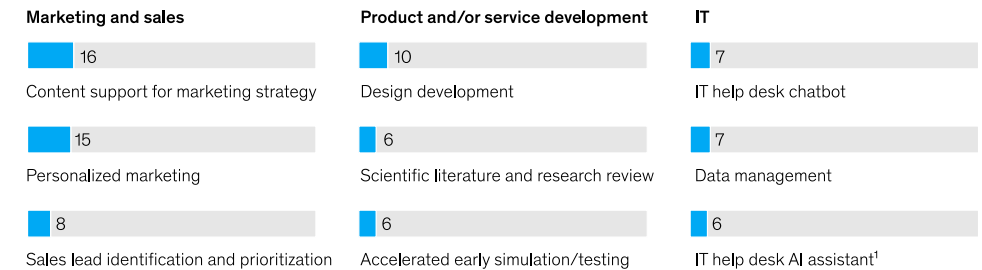 Marketing and sales
16
Content support for marketing strategy
15
Personalized marketing
8
Sales lead identification and prioritization
Product and/or service development
10
Design development
6
Scientific literature and research review
6
Accelerated early simulation/testing
IT
7
IT help desk chatbot
7
Data management
6
IT help desk AI assistant¹